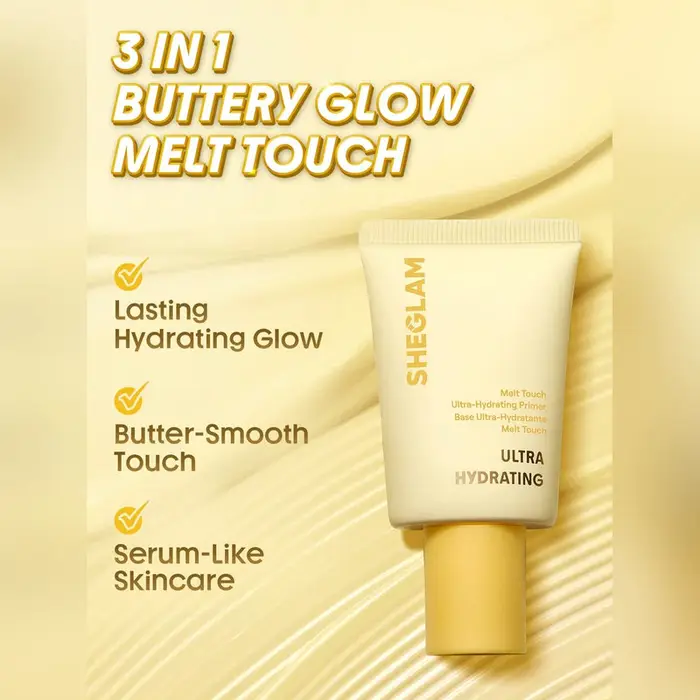 3 IN 1
BUTTERY GLOW
MELT TOUCH
Lasting
Hydrating Glow
Butter-Smooth
Touch
Serum-Like
Skincare
SHEGLAM
Melt Touch
Ultra-Hydrating Primer
Base Ultra-Hydratante
Melt Touch
ULTRA
HYDRATING